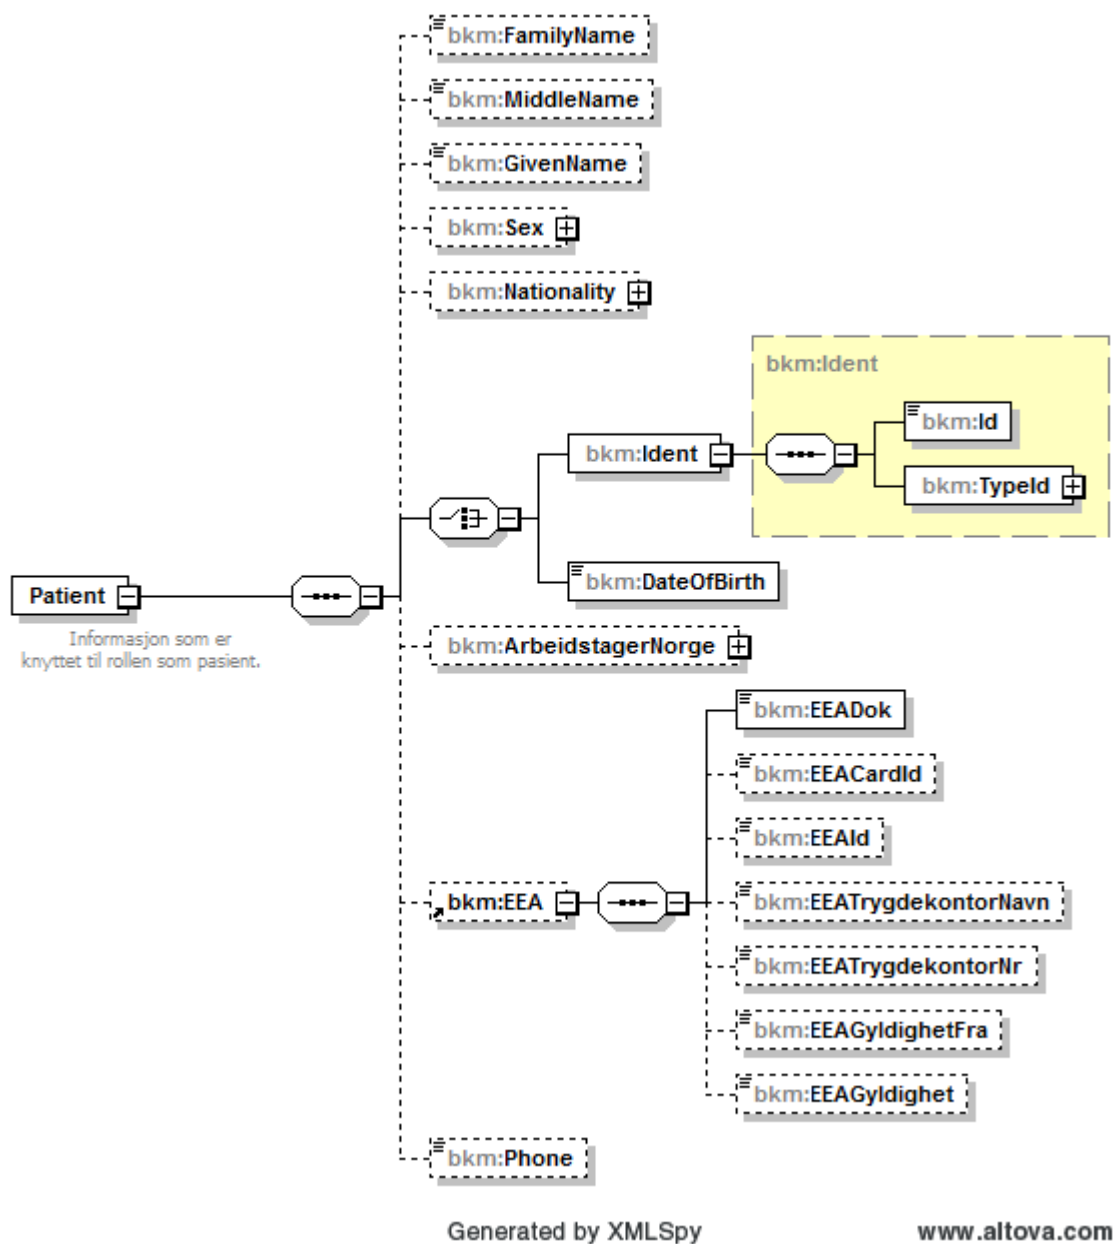 bkm:FamilyName
bkm:MiddleName
bkm:GivenName
bkm:Sex
bkm:Nationality
bkm:Ident
bkm:Id
bkm:Ident
bkm:TypeId
bkm:DateOfBirth
Patient
Informasjon som er
knyttet til rollen som pasient.
bkm:ArbeidstagerNorge
bkm:EEADok
bkm:EEACardId
bkm:EEAId
bkm:EEA
bkm:EEATrygdekontorNavn
bkm:EEATrygdekontorNr
bkm:EEAGyldighetFra
bkm:EEAGyldighet
bkm:Phone
Generated by XMLSpy
www.altova.com